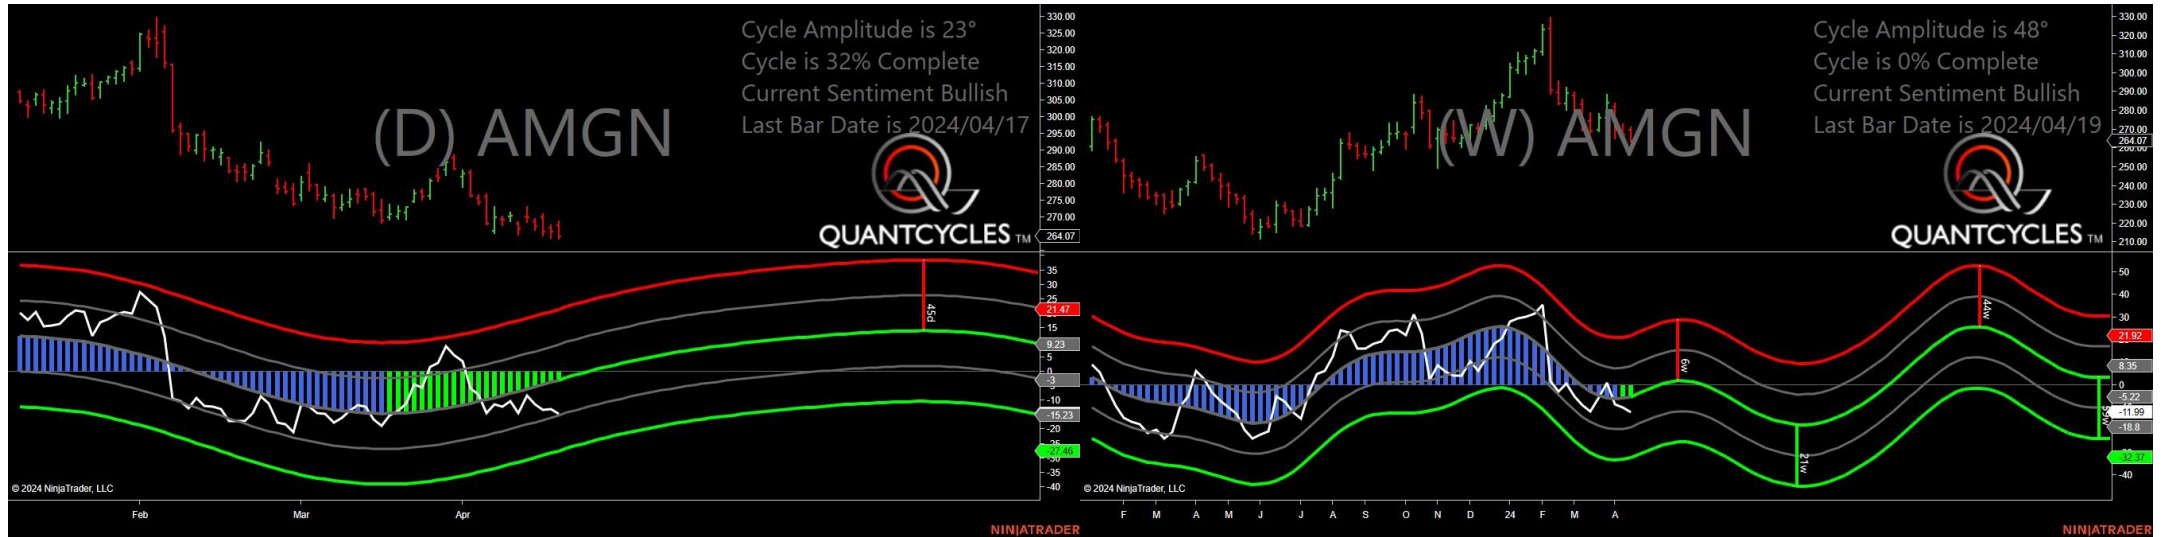 Cycle Amplitude is 23°
Cycle is 32% Complete
Current Sentiment Bullish
Last Bar Date is 2024/04/17
(D) AMGN
QUANTCYCLES TM
330.00
325.00
320.00
315.00
310.00
305.00
300.00
295.00
290.00
285.00
280.00
275.00
270.00
264.07
35
30
25
21.47
15
9.23
5
0
-3
-10
-15.23
-20
-25
-27.46
-30
-35
-40
45d
© 2024 NinjaTrader, LLC
Feb
Mar
Apr
NINJATRADER
Cycle Amplitude is 48°
Cycle is 0% Complete
Current Sentiment Bullish
Last Bar Date is 2024/04/19
(W) AMGN
QUANTCYCLES TM
330.00
320.00
310.00
300.00
290.00
280.00
270.00
264.07
260.00
250.00
240.00
230.00
220.00
210.00
50
40
30
21.92
8.35
0
-5.22
-11.99
-18.8
-32.37
-40
6w
21w
44w
59w
© 2024 NinjaTrader, LLC
F
M
A
M
J
J
A
S
O
N
D
24
F
M
A
NINJATRADER